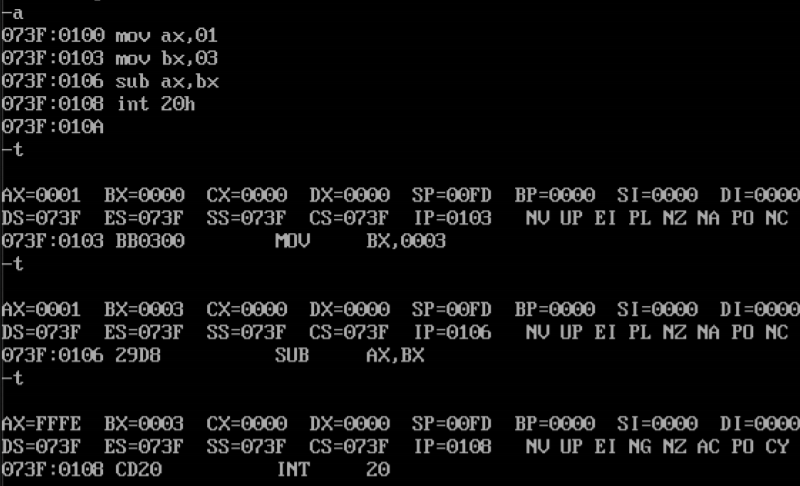 -a
073F:0100 mov ax,01
073F:0103 mov bx,03
073F:0106 sub ax,bx
073F:0108 int 20h
073F:010A
-t
AX=0001 BX=0000 CX=0000 DX=0000 SP=00FD BP=0000 SI=0000 DI=0000
DS=073F ES=073F SS=073F CS=073F IP=0103 NV UP EI PL NZ NA PO NC
073F:0103 BB0300 MOV BX,0003
-t
AX=0001 BX=0003 CX=0000 DX=0000 SP=00FD BP=0000 SI=0000 DI=0000
DS=073F ES=073F SS=073F CS=073F IP=0106 NV UP EI PL NZ NA PO NC
073F:0106 29D8 SUB AX,BX
-t
AX=FFFE BX=0003 CX=0000 DX=0000 SP=00FD BP=0000 SI=0000 DI=0000
DS=073F ES=073F SS=073F CS=073F IP=0108 NV UP EI NG NZ AC PO CY
073F:0108 CD20 INT 20